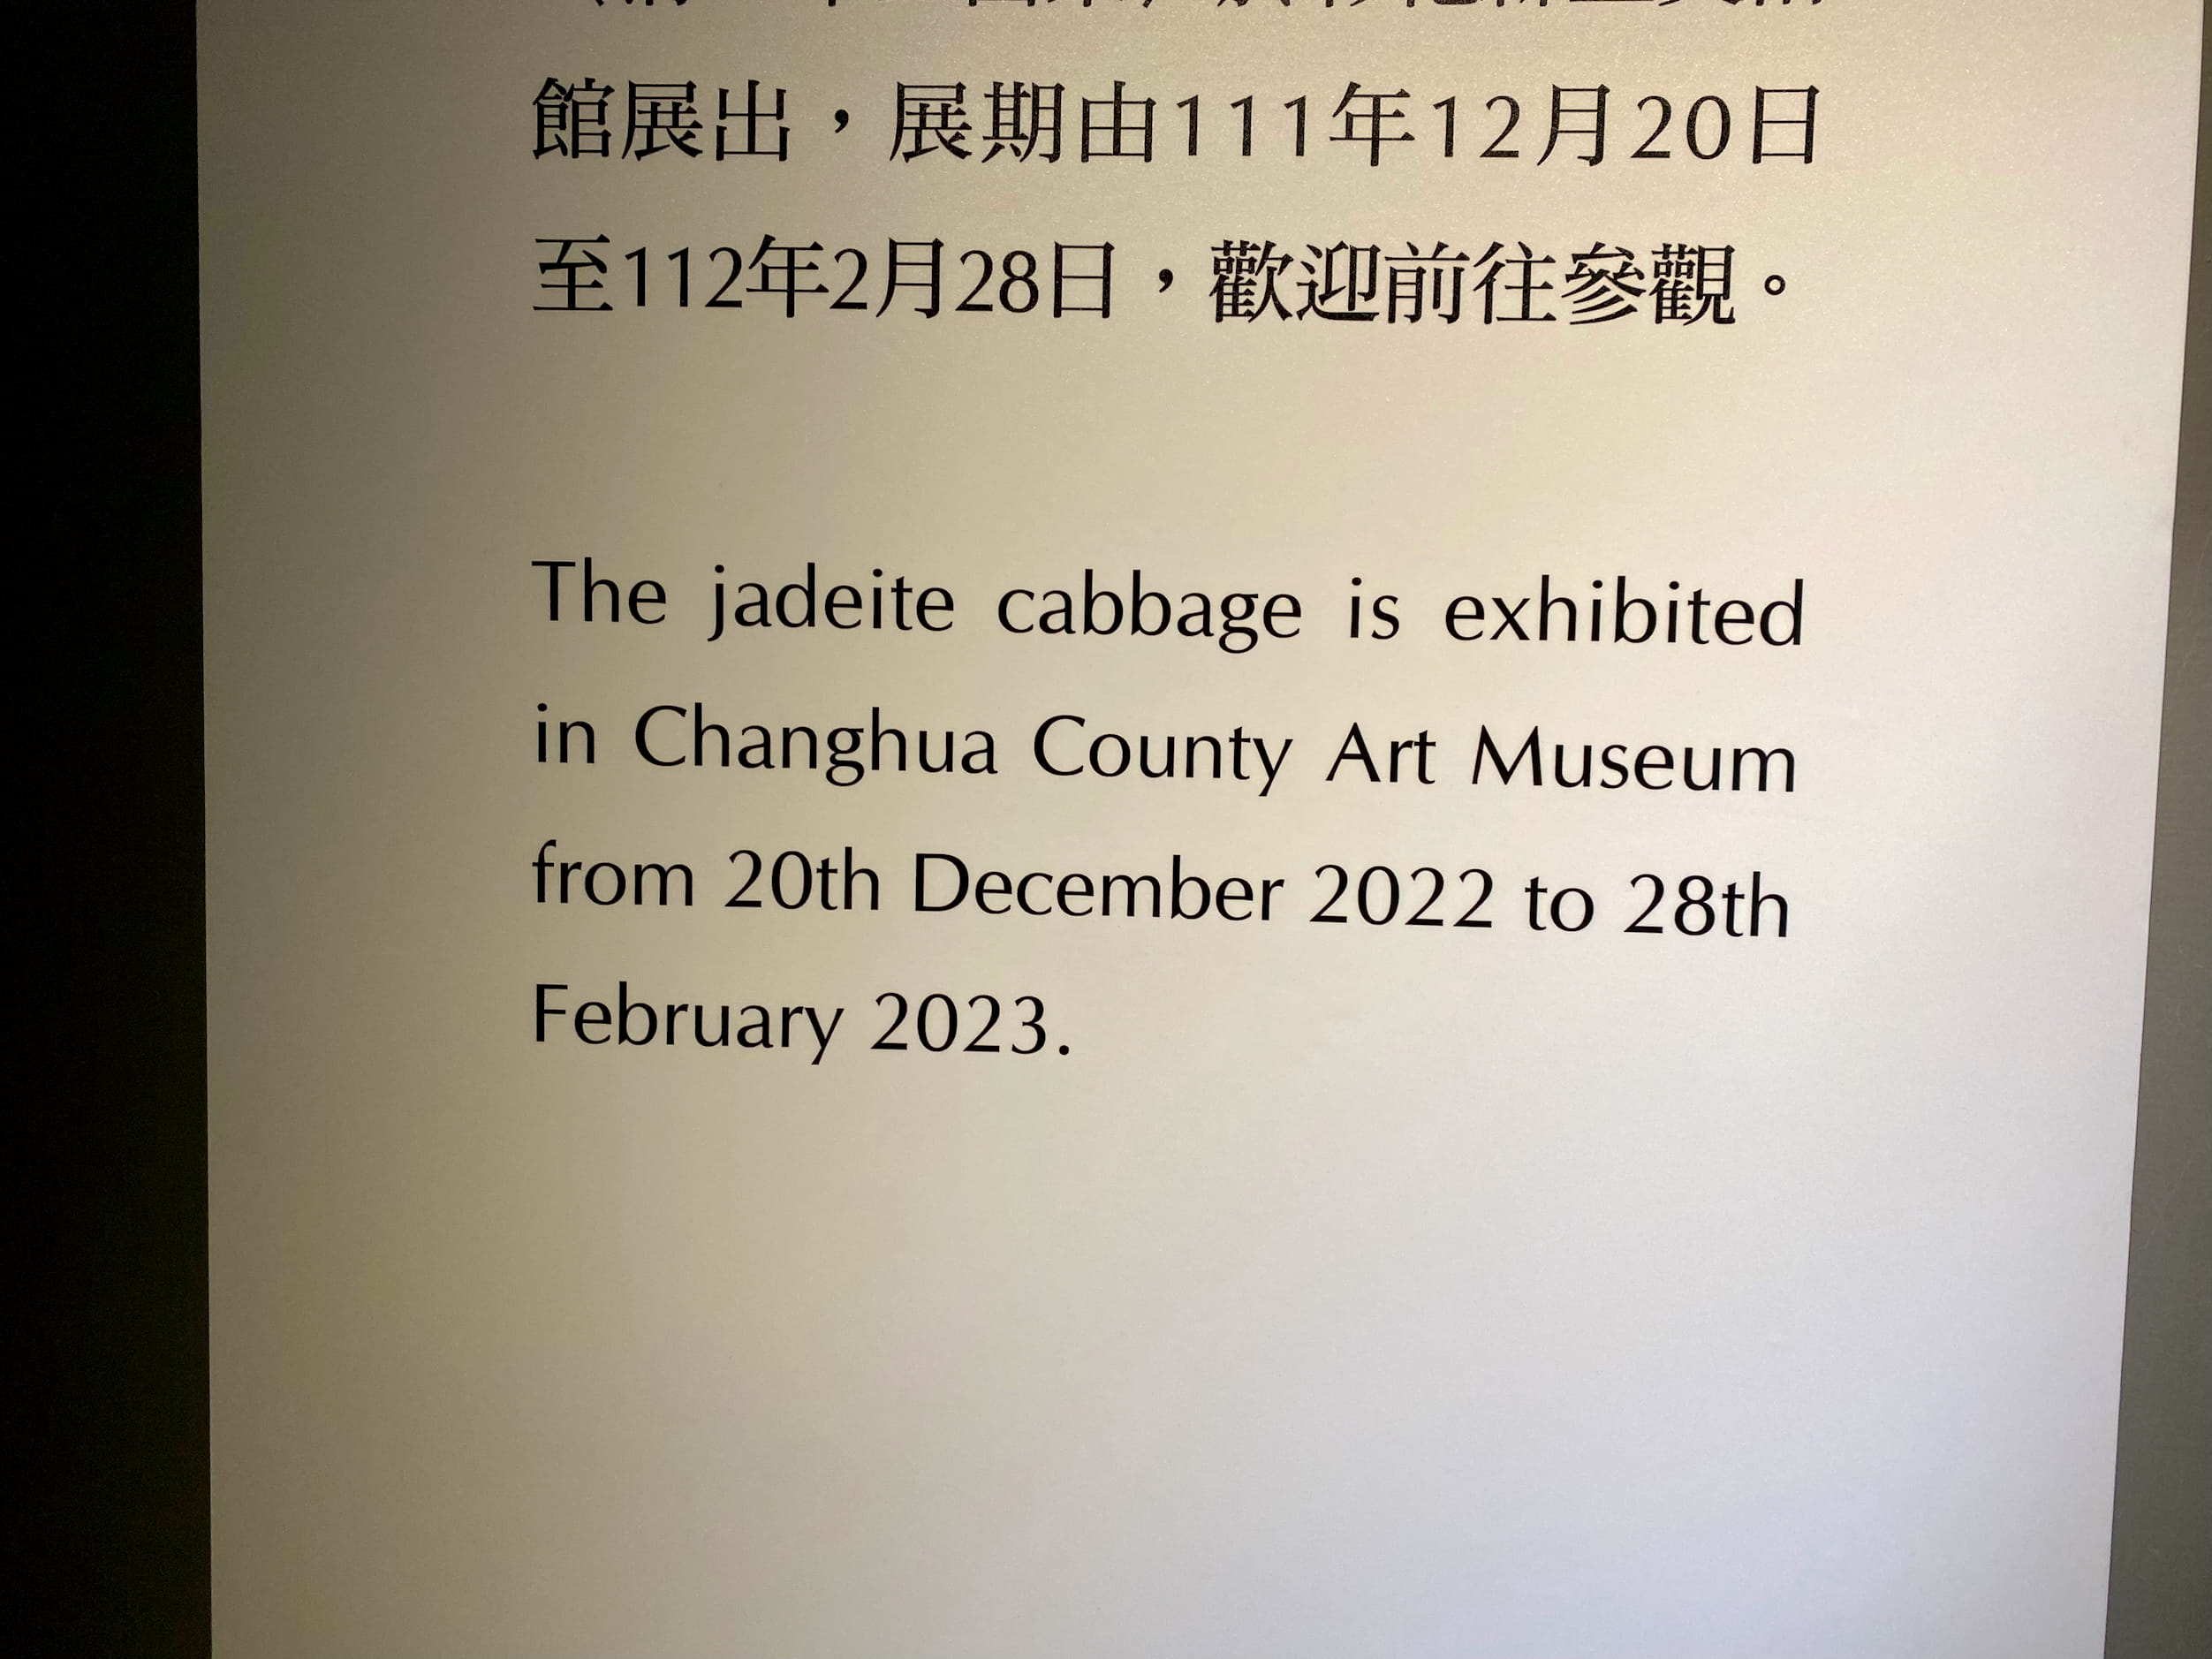 館展出，展期由111年12月20日
至112年2月28日，歡迎前往參觀。
The jadeite cabbage is exhibited
in Changhua County Art Museum
from 20th December 2022 to 28th
February 2023.